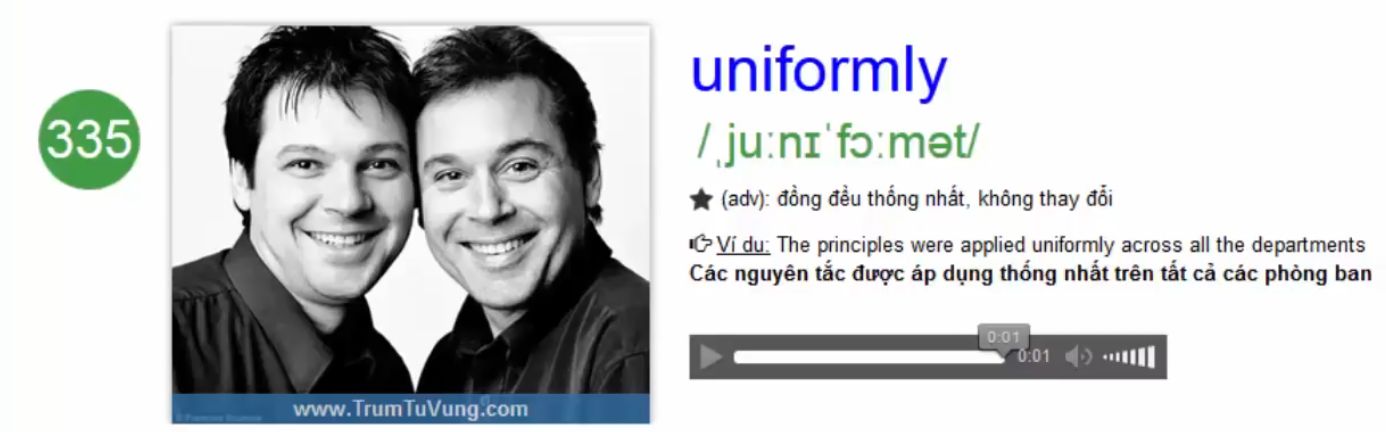 335
uniformly
/ˌjuːnɪˈfɔːmət/
(adv): đồng đều thống nhất, không thay đổi
Ví dụ: The principles were applied uniformly across all the departments
Các nguyên tắc được áp dụng thống nhất trên tất cả các phòng ban
0:01
0:01
www.TrumTuVung.com